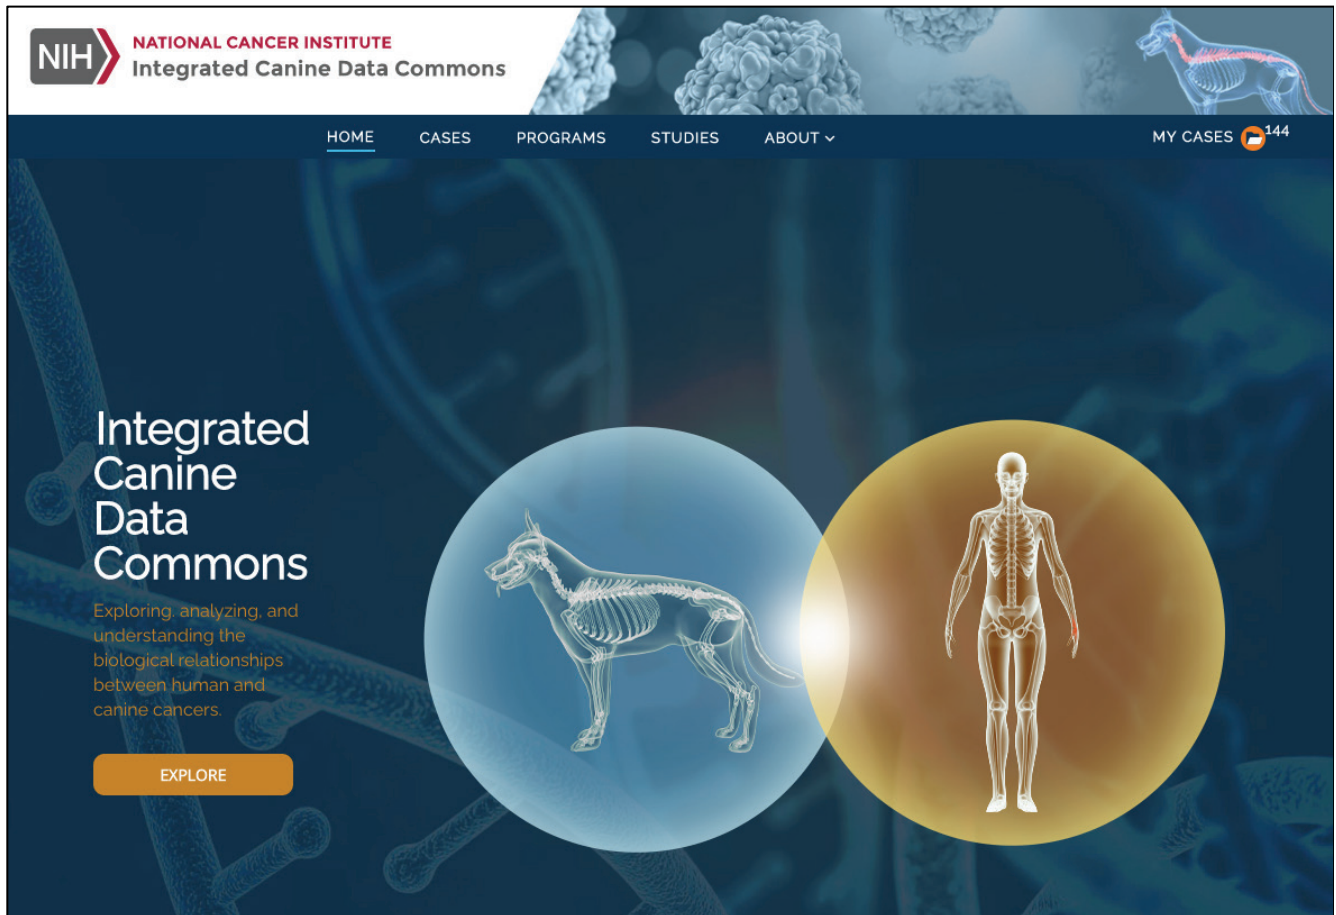 NIH
NATIONAL CANCER INSTITUTE
Integrated Canine Data Commons
HOME CASES PROGRAMS STUDIES ABOUT MY CASES 144
Integrated
Canine
Data
Commons
Exploring. analyzing, and
understanding the
biological relationships
between human and
canine cancers.
EXPLORE